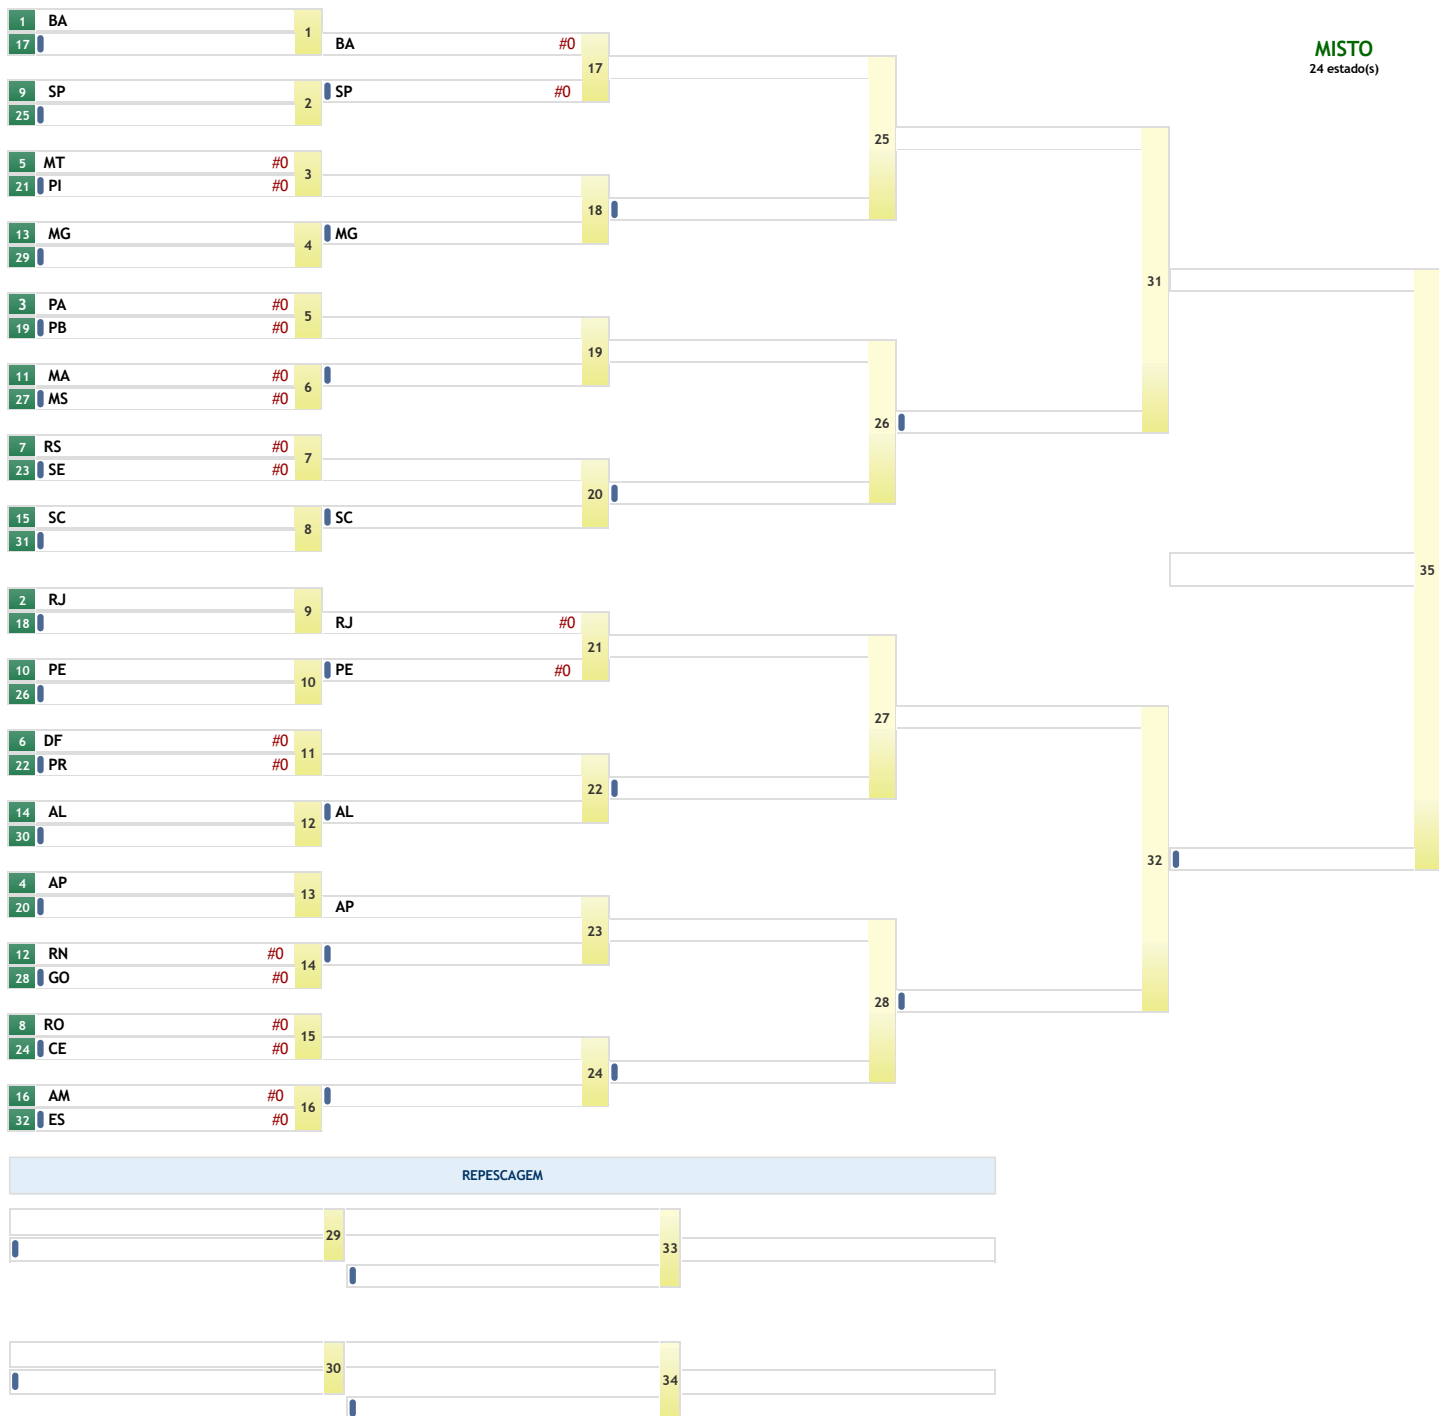 1 BA
17
1
BA #0
17
MISTO
24 estado(s)
9 SP
25
2
SP #0
25
5 MT #0
21 PI #0
3
18
13 MG
29
4
MG
31
3 PA #0
19 PB #0
5
19
11 MA #0
27 MS #0
6
26
7 RS #0
23 SE #0
7
20
15 SC
31
8
SC
35
2 RJ
18
9
RJ #0
21
10 PE
26
10
PE #0
27
6 DF #0
22 PR #0
11
22
14 AL
30
12
AL
32
4 AP
20
13
AP
23
12 RN #0
28 GO #0
14
28
8 RO #0
24 CE #0
15
24
16 AM #0
32 ES #0
16
REPESCAGEM
29
33
30
34